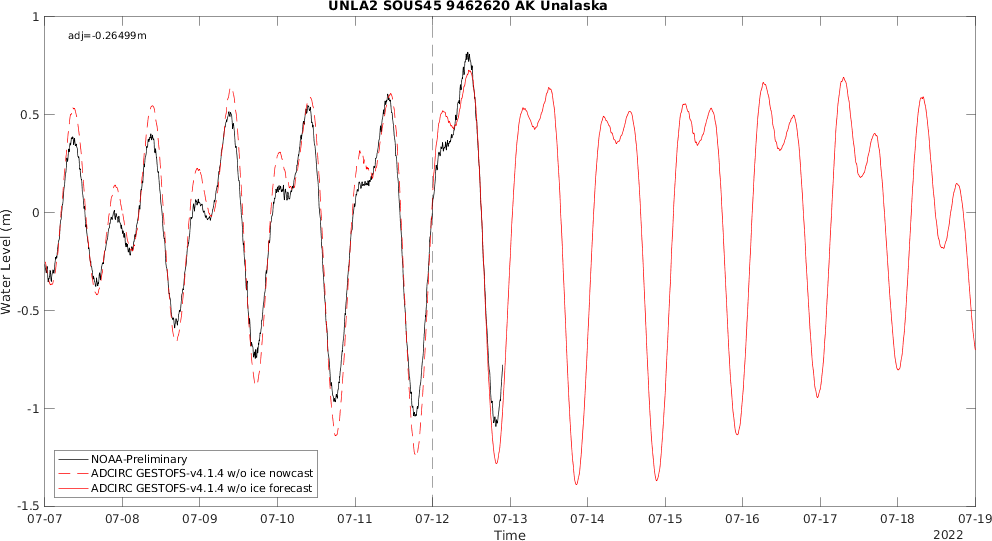 UNLA2 SOUS45 9462620 AK Unalaska
adj=-0.26499m
1
0.5
0
-0.5
-1
-1.5
Water Level (m)
NOAA-Preliminary
ADCIRC GESTOFS-v4.1.4 w/o ice nowcast
ADCIRC GESTOFS-v4.1.4 w/o ice forecast
07-07 07-08 07-09 07-10 07-11 07-12 07-13 07-14 07-15 07-16 07-17 07-18 07-19
Time
2022